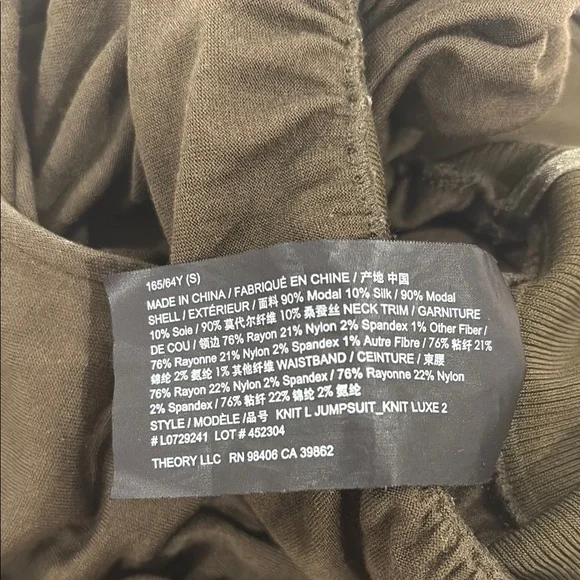 165/64Y (S)
MADE IN CHINA / FABRIQUÉ EN CHINE / 产地 中国
SHELL / EXTÉRIEUR / 面料 90% Modal 10% Silk / 90% Modal
10% Soie / 90% 莫代尔纤维 10% 桑蚕丝 NECK TRIM / GARNITURE
DE COU / 领边 76% Rayon 21% Nylon 2% Spandex 1% Other Fiber /
76% Rayonne 21% Nylon 2% Spandex 1% Autre Fibre / 76% 粘纤 21%
锦纶 2% 氨纶 1% 其他纤维 WAISTBAND / CEINTURE / 束腰
76% Rayon 22% Nylon 2% Spandex / 76% Rayonne 22% Nylon
2% Spandex / 76% 粘纤 22% 锦纶 2% 氨纶
STYLE / MODÈLE / 品号 KNIT L JUMPSUIT_KNIT LUXE 2
# L0729241 LOT # 452304
THEORY LLC RN 98406 CA 39862